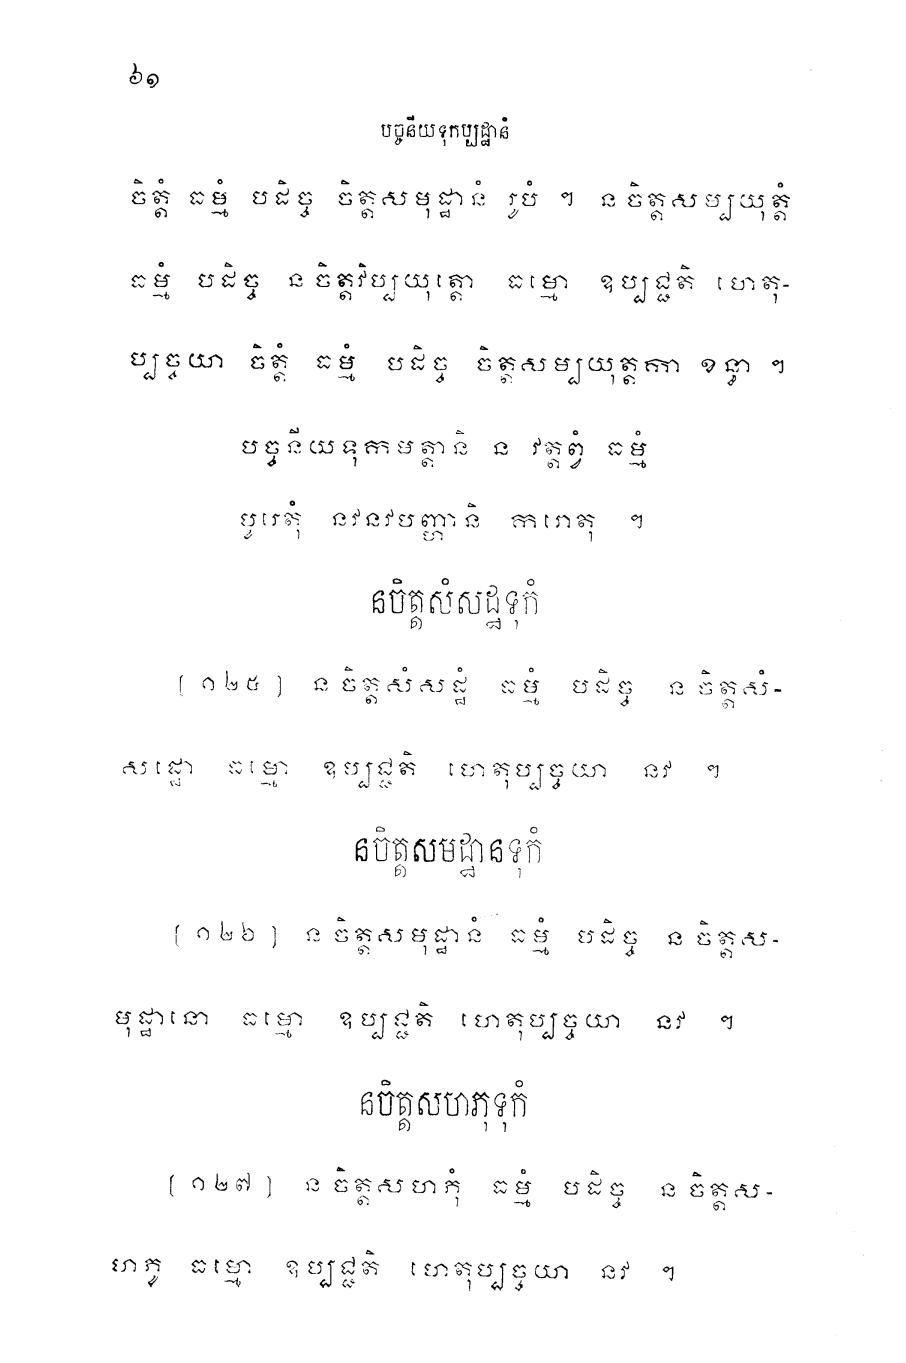 ៦១
បច្ចនីយទុកប្បដ្ឋានំ
ចិត្តំ ធម្មំ បដិច្ច ចិត្តសមុដ្ឋានំ រូបំ ។ ន ចិត្តសម្បយុត្តំ
ធម្មំ បដិច្ច ន ចិត្តវិប្បយុត្តោ ធម្មោ ឧប្បជ្ជតិ ហេតុ-
ប្បច្ចយា ចិត្តំ ធម្មំ បដិច្ច ចិត្តសម្បយុត្តកា ខន្ធា ។
បច្ចនីយទុកមត្តានិ ន វត្តព្វំ ធម្មំ
បូរេតុំ នវនវបញ្ហានិ ការេតុ ។
នចិត្តសំសដ្ឋទុកំ
[១២៥] ន ចិត្តសំសដ្ឋំ ធម្មំ បដិច្ច ន ចិត្តសំ-
សដ្ឋោ ធម្មោ ឧប្បជ្ជតិ ហេតុប្បច្ចយា នវ ។
នចិត្តសមដ្ឋានទុកំ
[១២៦] ន ចិត្តសមុដ្ឋានំ ធម្មំ បដិច្ច ន ចិត្តស-
មុដ្ឋានោ ធម្មោ ឧប្បជ្ជតិ ហេតុប្បច្ចយា នវ ។
នចិត្តសហភុទុកំ
[១២៧] ន ចិត្តសហភុំ ធម្មំ បដិច្ច ន ចិត្តស-
ហភូ ធម្មោ ឧប្បជ្ជតិ ហេតុប្បច្ចយា នវ ។